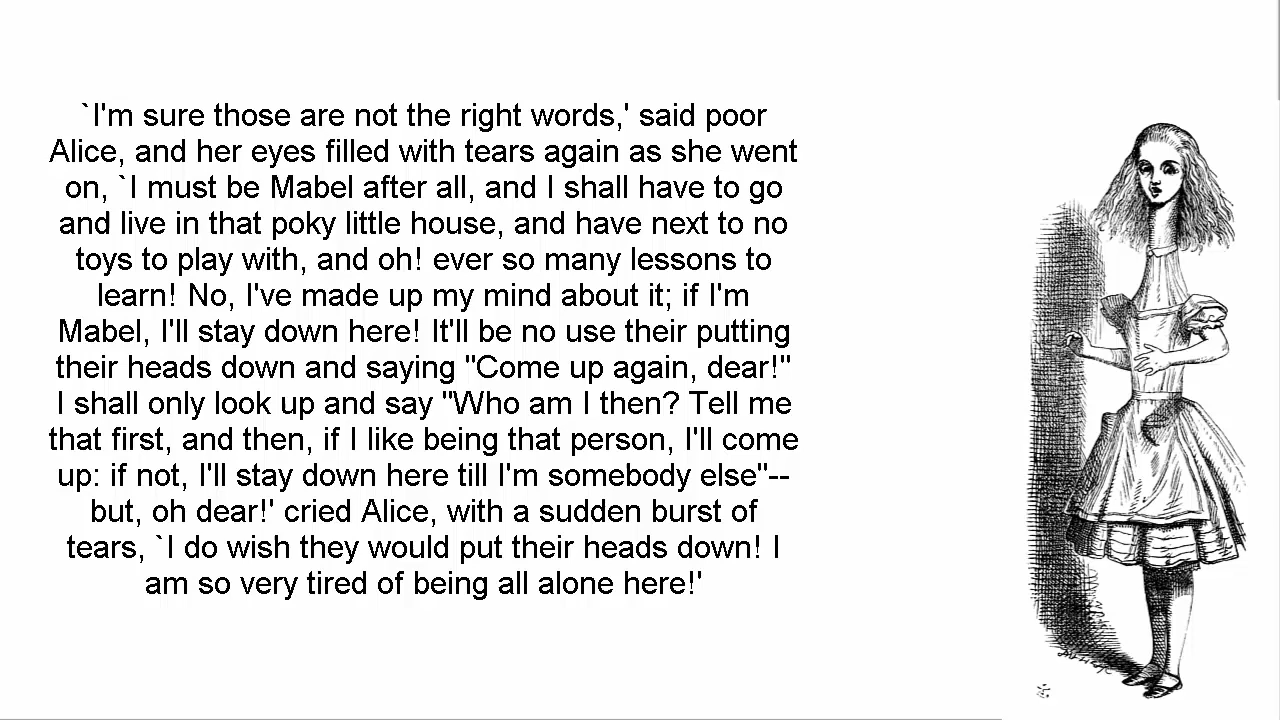 `I'm sure those are not the right words,' said poor
Alice, and her eyes filled with tears again as she went
on, `I must be Mabel after all, and I shall have to go
and live in that poky little house, and have next to no
toys to play with, and oh! ever so many lessons to
learn! No, I've made up my mind about it; if I'm
Mabel, I'll stay down here! It'll be no use their putting
their heads down and saying "Come up again, dear!"
I shall only look up and say "Who am I then? Tell me
that first, and then, if I like being that person, I'll come
up: if not, I'll stay down here till I'm somebody else"--
but, oh dear!' cried Alice, with a sudden burst of
tears, `I do wish they would put their heads down! I
am so very tired of being all alone here!'